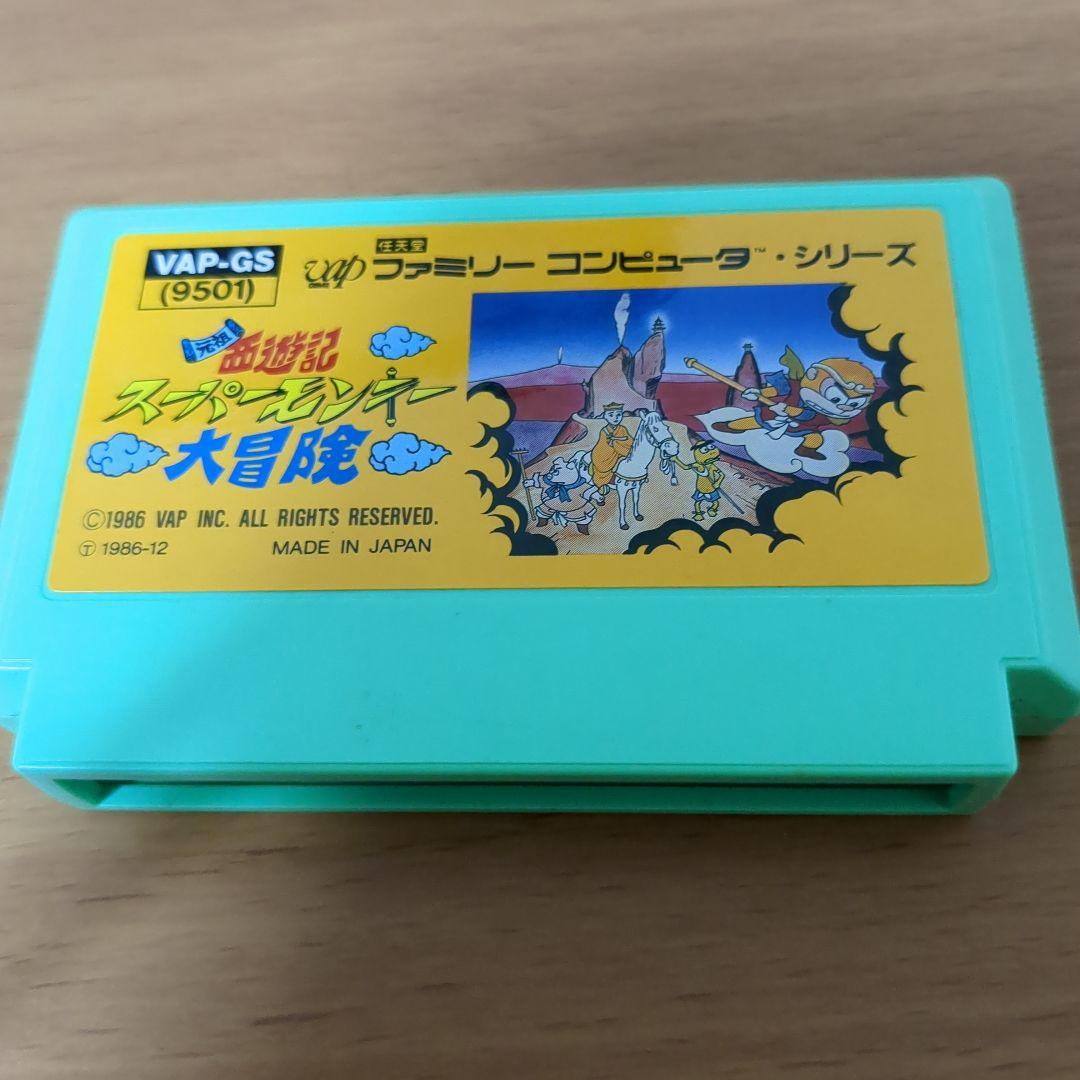 VAP-GS
(9501)
vap 任天堂 ファミリー コンピュータ™・シリーズ
元祖 西遊記
スーパーモンキー
大冒険
©1986 VAP INC. ALL RIGHTS RESERVED.
Ⓣ 1986-12 MADE IN JAPAN